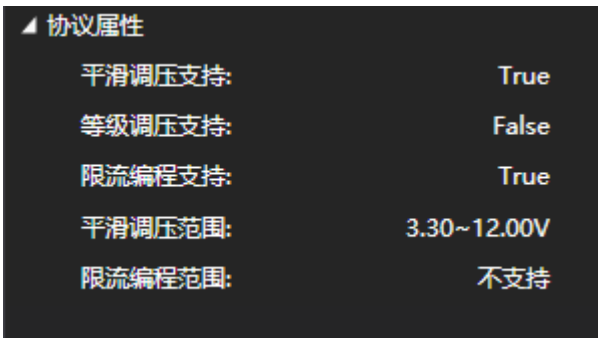 协议属性
平滑调压支持: True
等级调压支持: False
限流编程支持: True
平滑调压范围: 3.30~12.00V
限流编程范围: 不支持